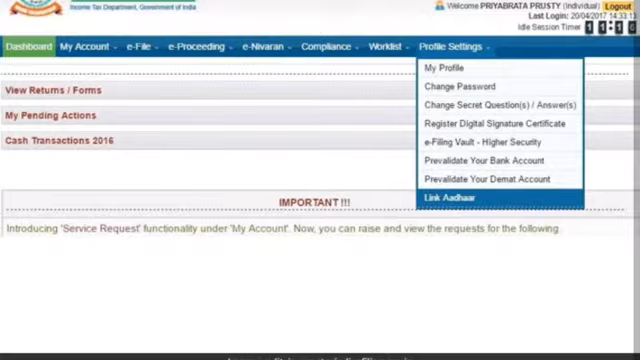 Income Tax Department, Government of India
Welcome PRIYABRATA PRUSTY (Individual) Logout
Last Login: 20/04/2017 14:33:13
Idle Session Timer
Dashboard My Account e-File e-Proceeding e-Nivaran Compliance Worklist Profile Settings
My Profile
Change Password
Change Secret Question(s) / Answer(s)
Register Digital Signature Certificate
e-Filing Vault - Higher Security
Prevalidate Your Bank Account
Prevalidate Your Demat Account
Link Aadhaar
View Returns / Forms
My Pending Actions
Cash Transactions 2016
IMPORTANT !!!
Introducing 'Service Request' functionality under 'My Account'. Now, you can raise and view the requests for the following